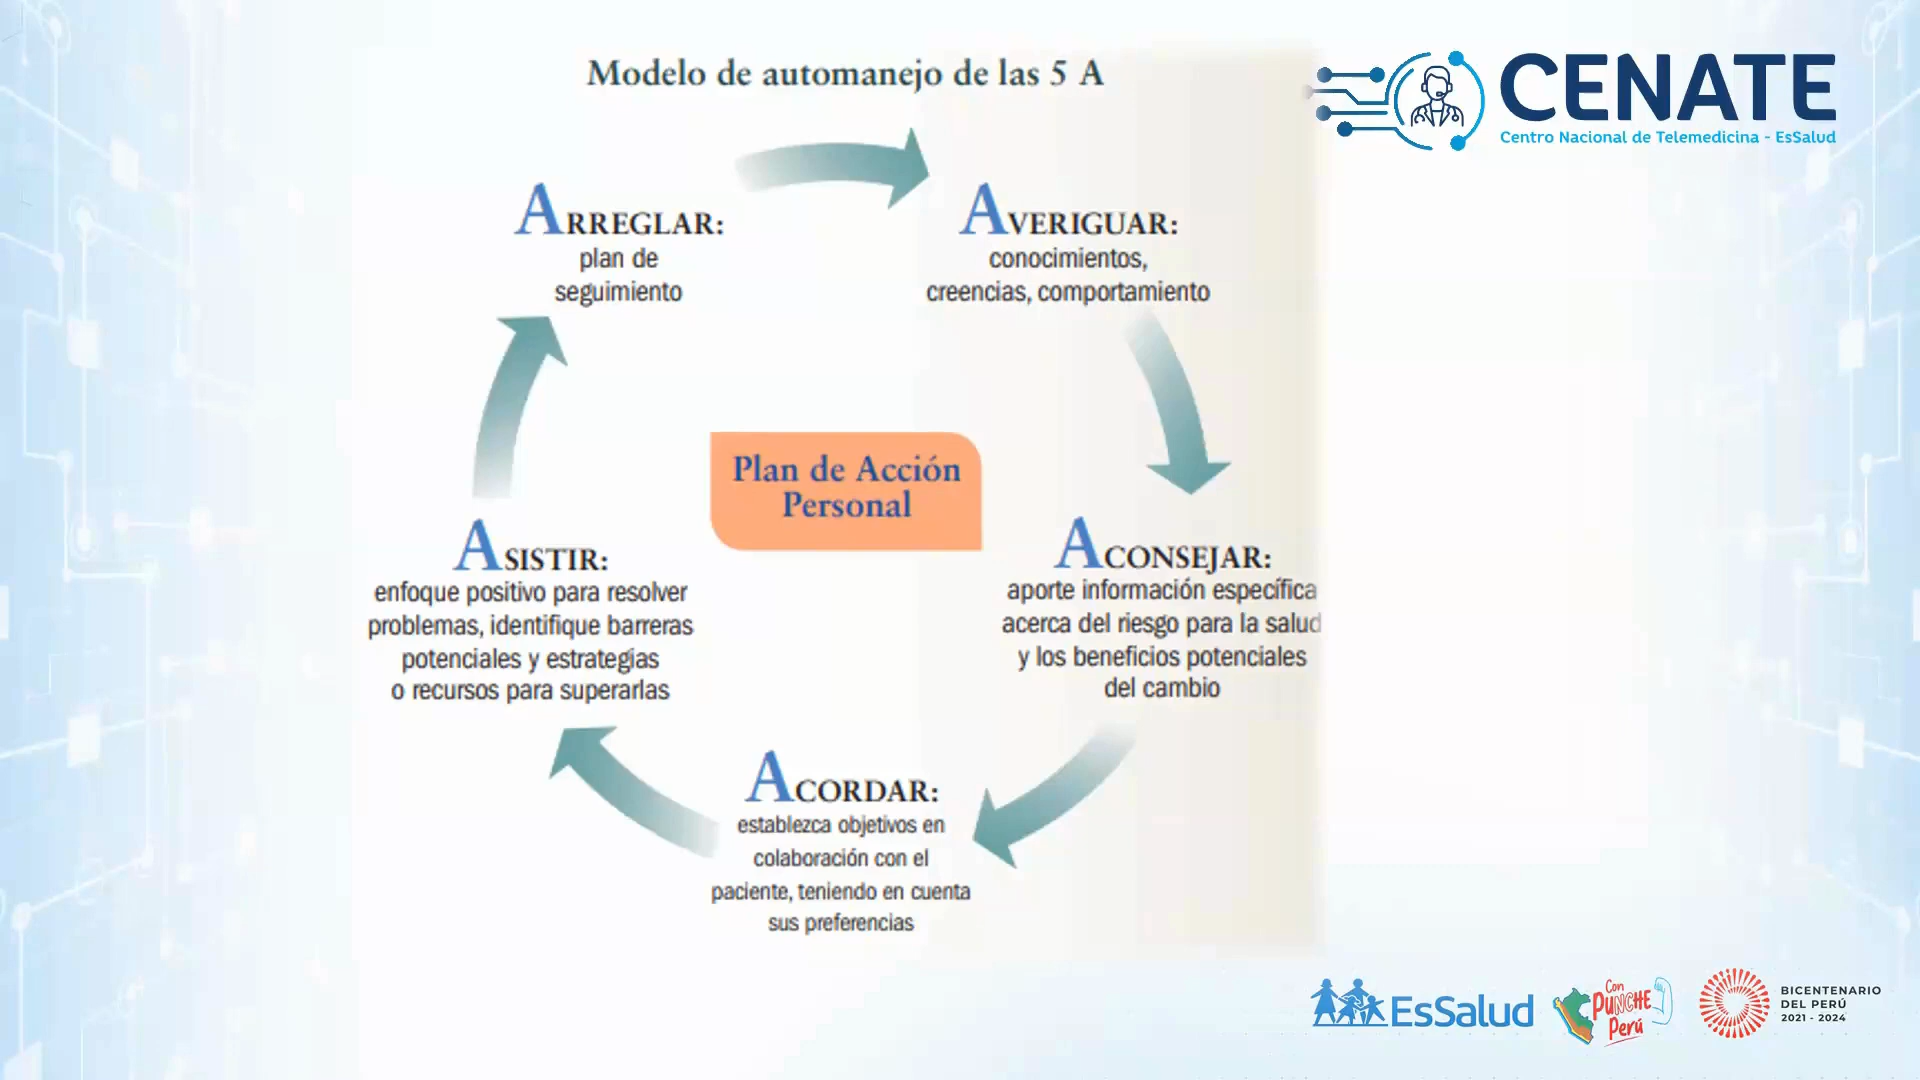 Modelo de automanejo de las 5 A
CENATE
Centro Nacional de Telemedicina - EsSalud
ARREGLAR:
plan de
seguimiento
AVERIGUAR:
conocimientos,
creencias, comportamiento
Plan de Acción
Personal
ASISTIR:
enfoque positivo para resolver
problemas, identifique barreras
potenciales y estrategias
o recursos para superarlas
ACONSEJAR:
aporte información específica
acerca del riesgo para la salud
y los beneficios potenciales
del cambio
ACORDAR:
establezca objetivos en
colaboración con el
paciente, teniendo en cuenta
sus preferencias
EsSalud
Con
PUNCHE
Perú
BICENTENARIO
DEL PERÚ
2021 - 2024